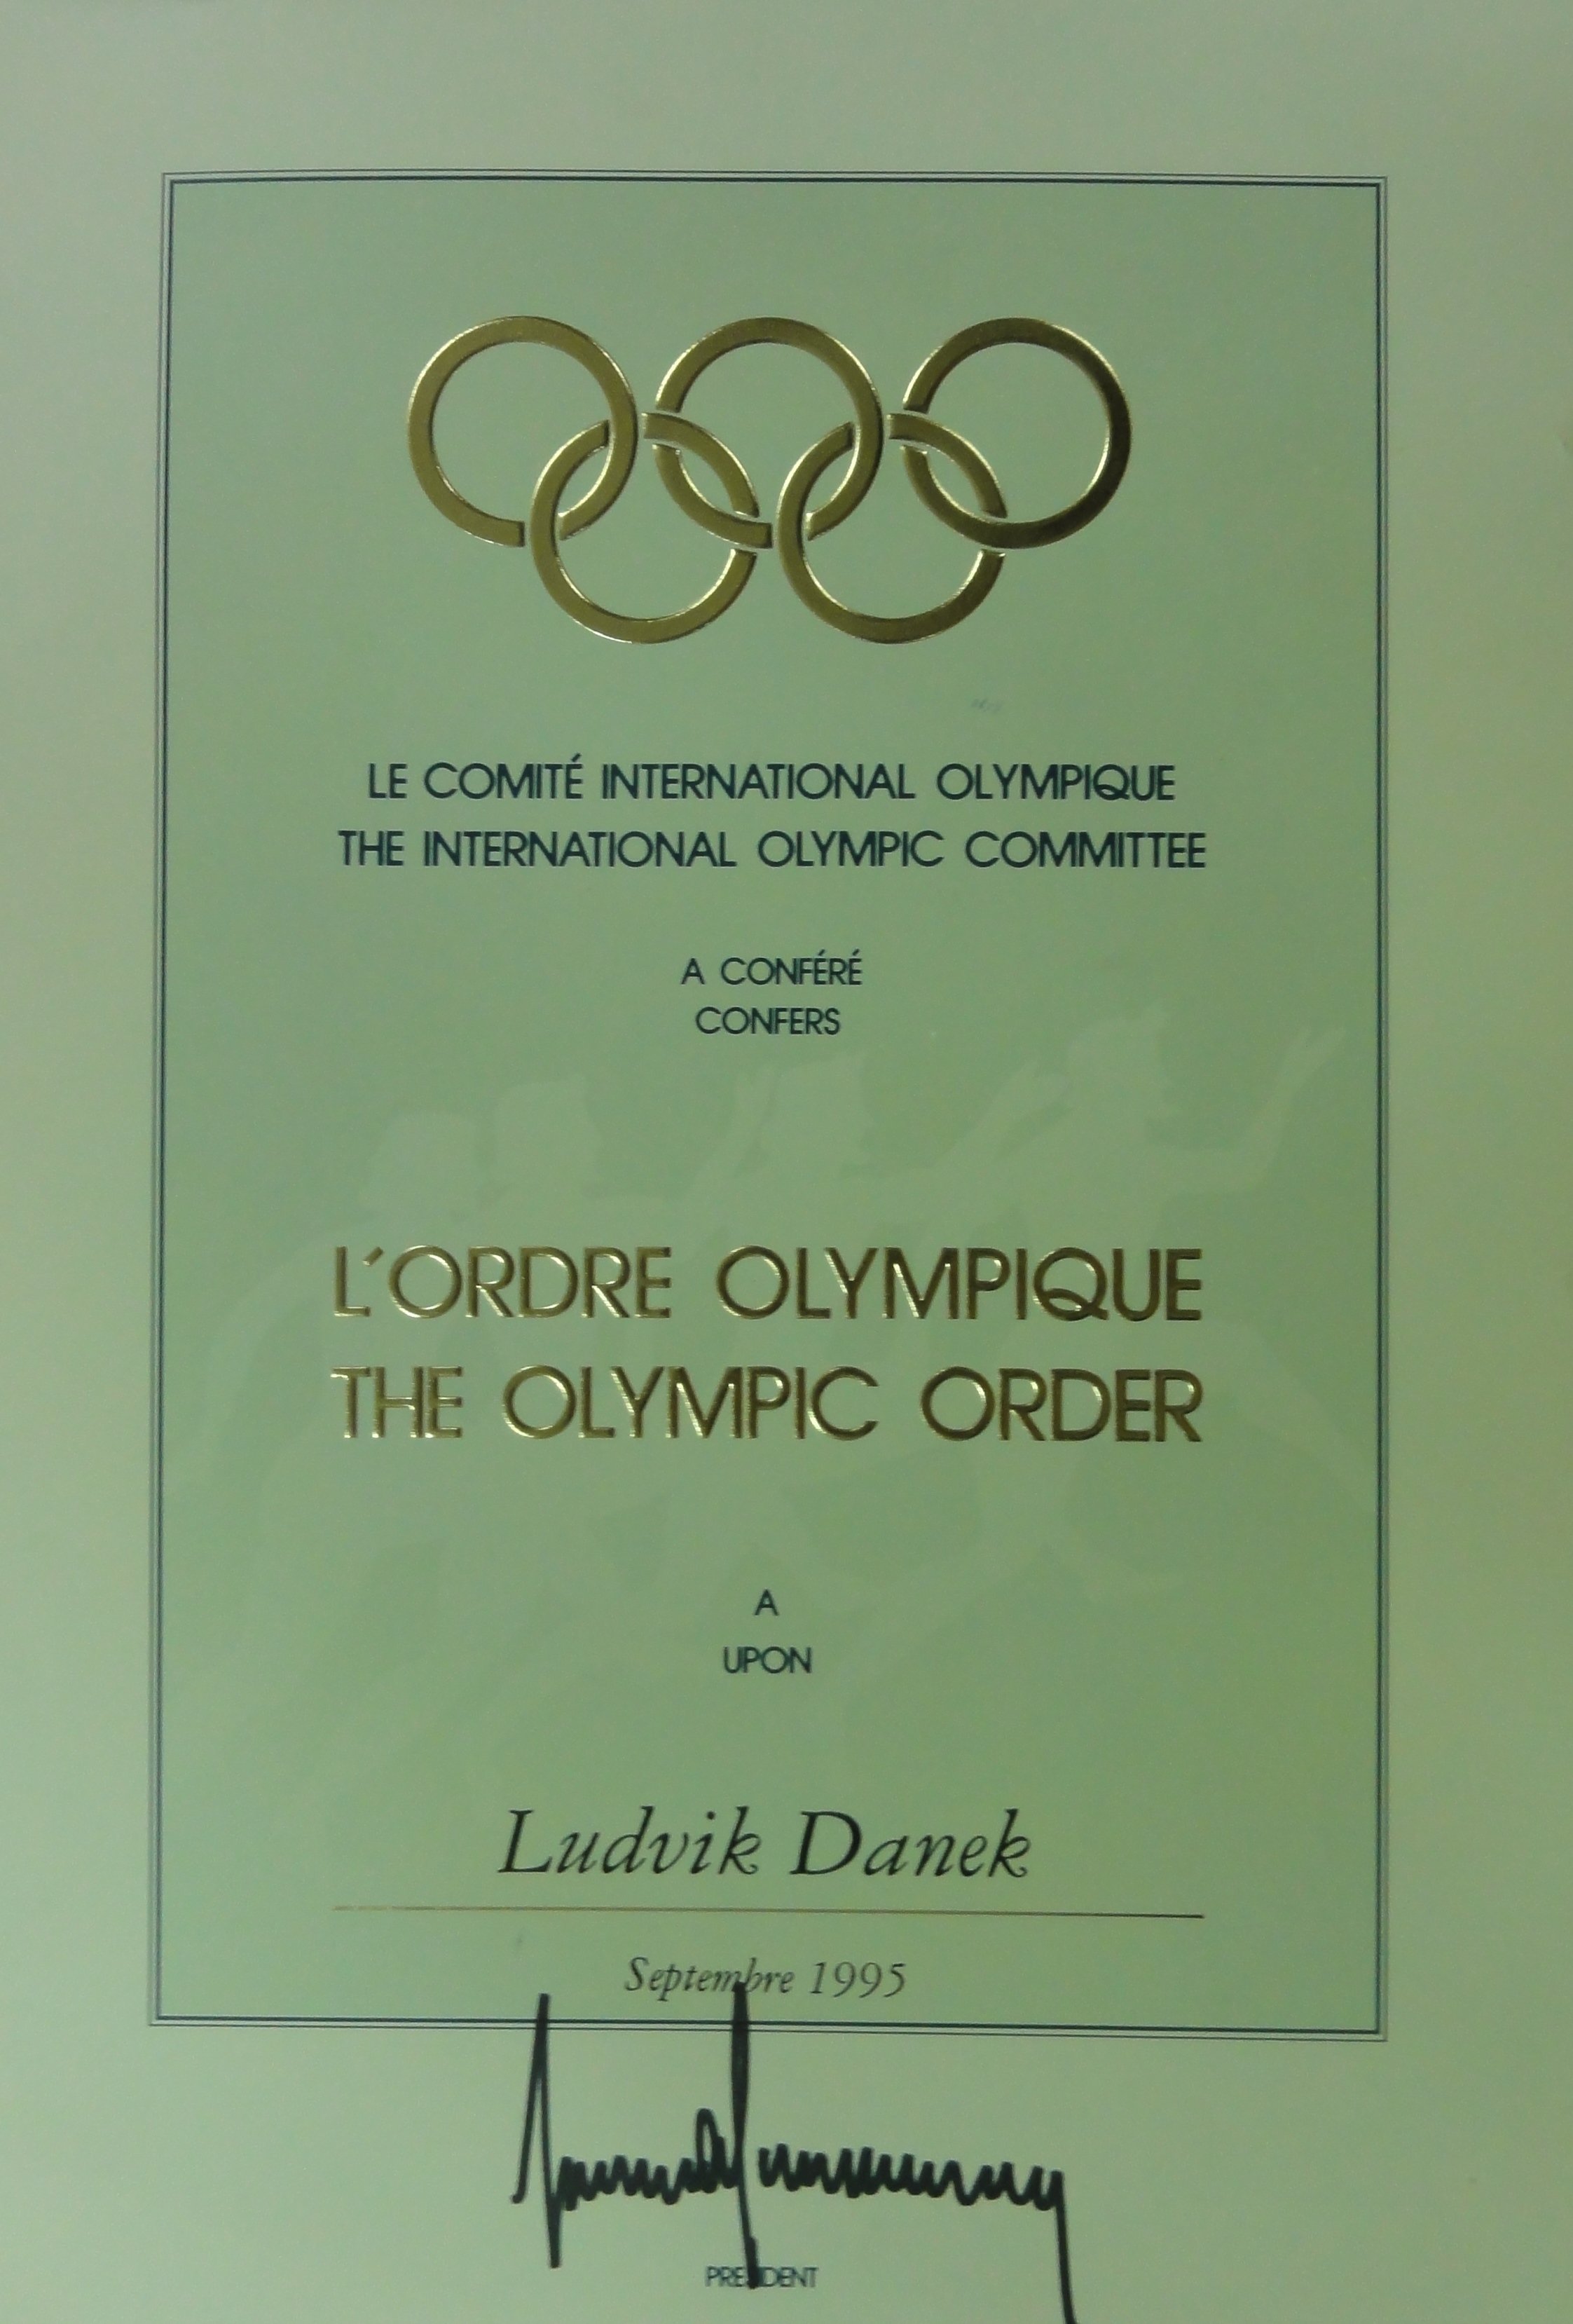 LE COMITÉ INTERNATIONAL OLYMPIQUE
THE INTERNATIONAL OLYMPIC COMMITTEE
A CONFÉRÉ
CONFERS
L'ORDRE OLYMPIQUE
THE OLYMPIC ORDER
A
UPON
Ludvik Danek
Septembre 1995
PRESIDENT